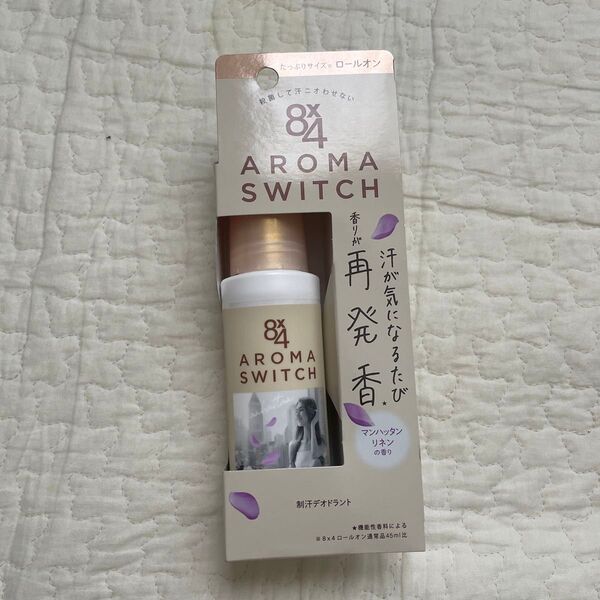 たっぷりサイズ※ ロールオン
殺菌して汗ニオわせない
8x4
AROMA
SWITCH
汗が気になるたび
香りが
再発香★
マンハッタン
リネン
の香り
8x4
AROMA
SWITCH
制汗デオドラント
★機能性香料による
※8x4ロールオン通常品45ml比